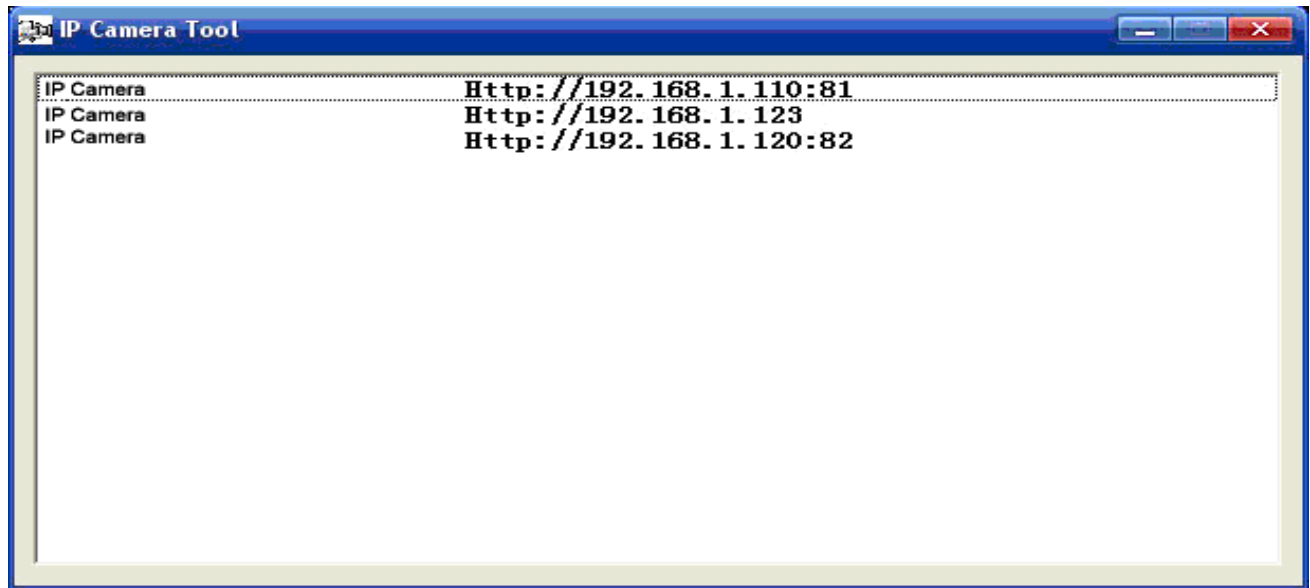 IP Camera Tool
IP Camera Http://192.168.1.110:81
IP Camera Http://192.168.1.123
IP Camera Http://192.168.1.120:82